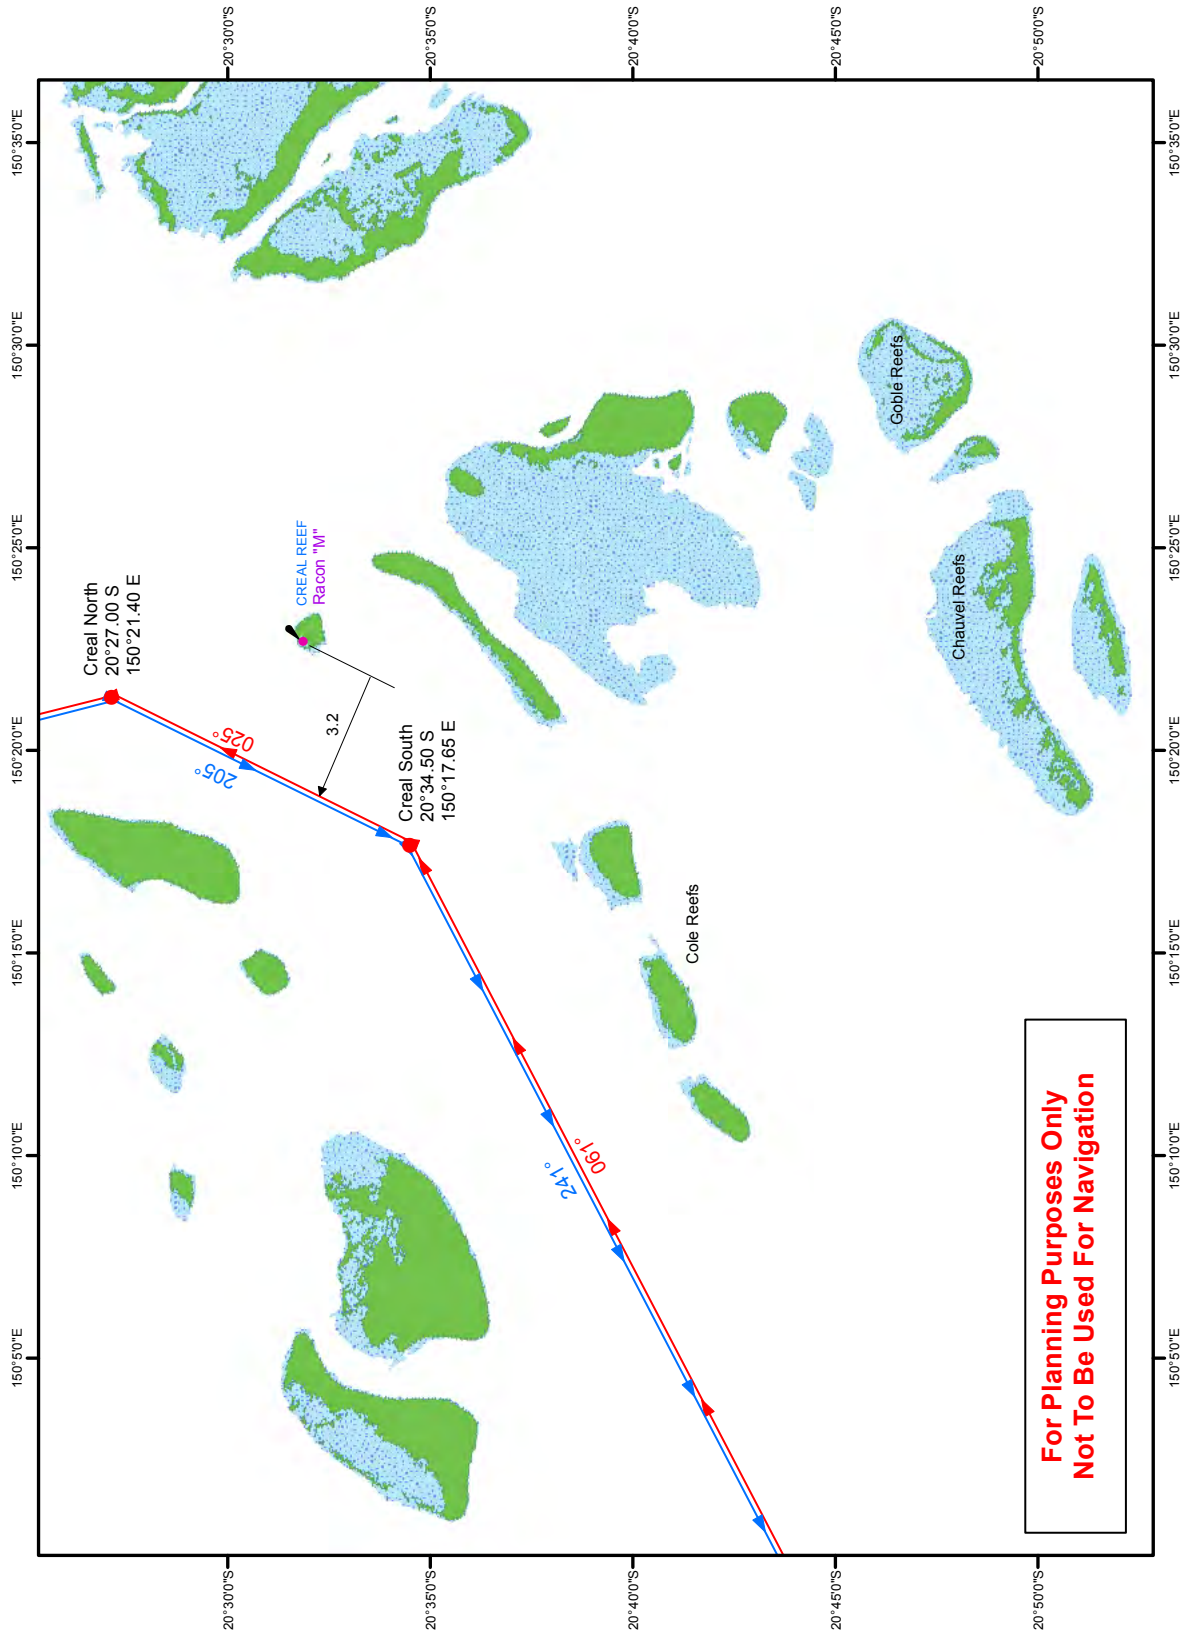 150°5'0"E
150°10'0"E
150°15'0"E
150°20'0"E
150°25'0"E
150°30'0"E
150°35'0"E
20°30'0"S
20°35'0"S
20°40'0"S
20°45'0"S
20°50'0"S
Creal North
20°27.00 S
150°21.40 E
CREAL REEF
Racon "M"
025°
205°
3.2
Creal South
20°34.50 S
150°17.65 E
Cole Reefs
061°
241°
Goble Reefs
Chauvel Reefs
For Planning Purposes Only
Not To Be Used For Navigation
20°30'0"S
20°35'0"S
20°40'0"S
20°45'0"S
20°50'0"S
150°5'0"E
150°10'0"E
150°15'0"E
150°20'0"E
150°25'0"E
150°30'0"E
150°35'0"E